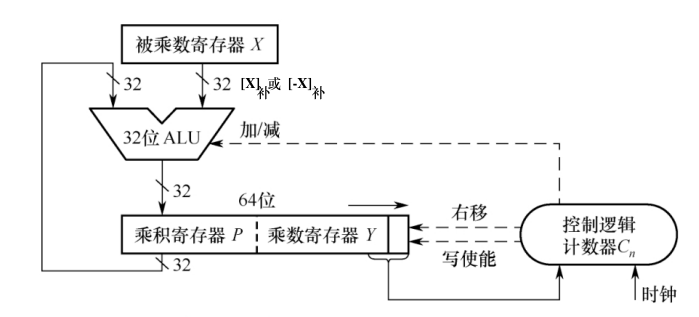 被乘数寄存器 X
32
32
[X]补或 [-X]补
32位 ALU
加/减
32
64位
乘积寄存器 P
乘数寄存器 Y
右移
写使能
控制逻辑
计数器Cn
32
时钟